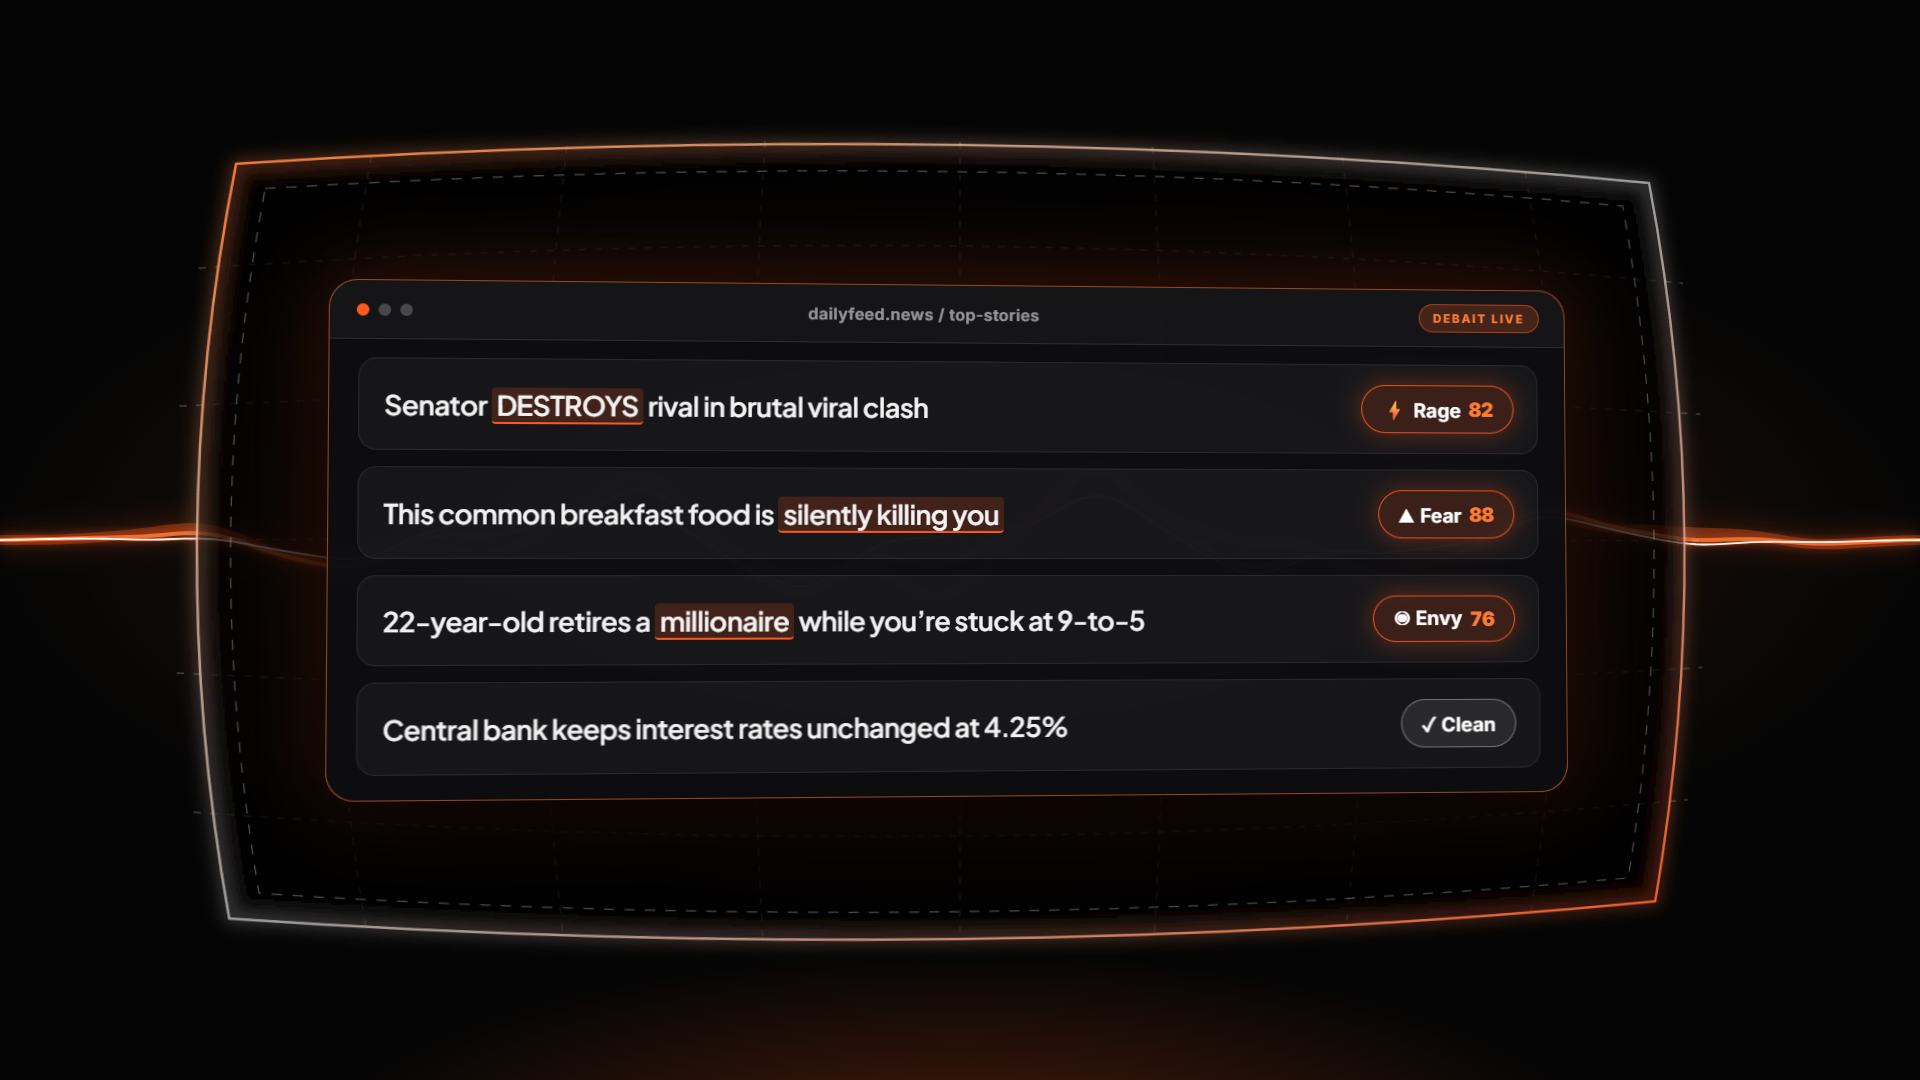 dailyfeed.news / top-stories
DEBAIT LIVE
Senator DESTROYS rival in brutal viral clash
Rage 82
This common breakfast food is silently killing you
Fear 88
22-year-old retires a millionaire while you’re stuck at 9-to-5
Envy 76
Central bank keeps interest rates unchanged at 4.25%
✓ Clean